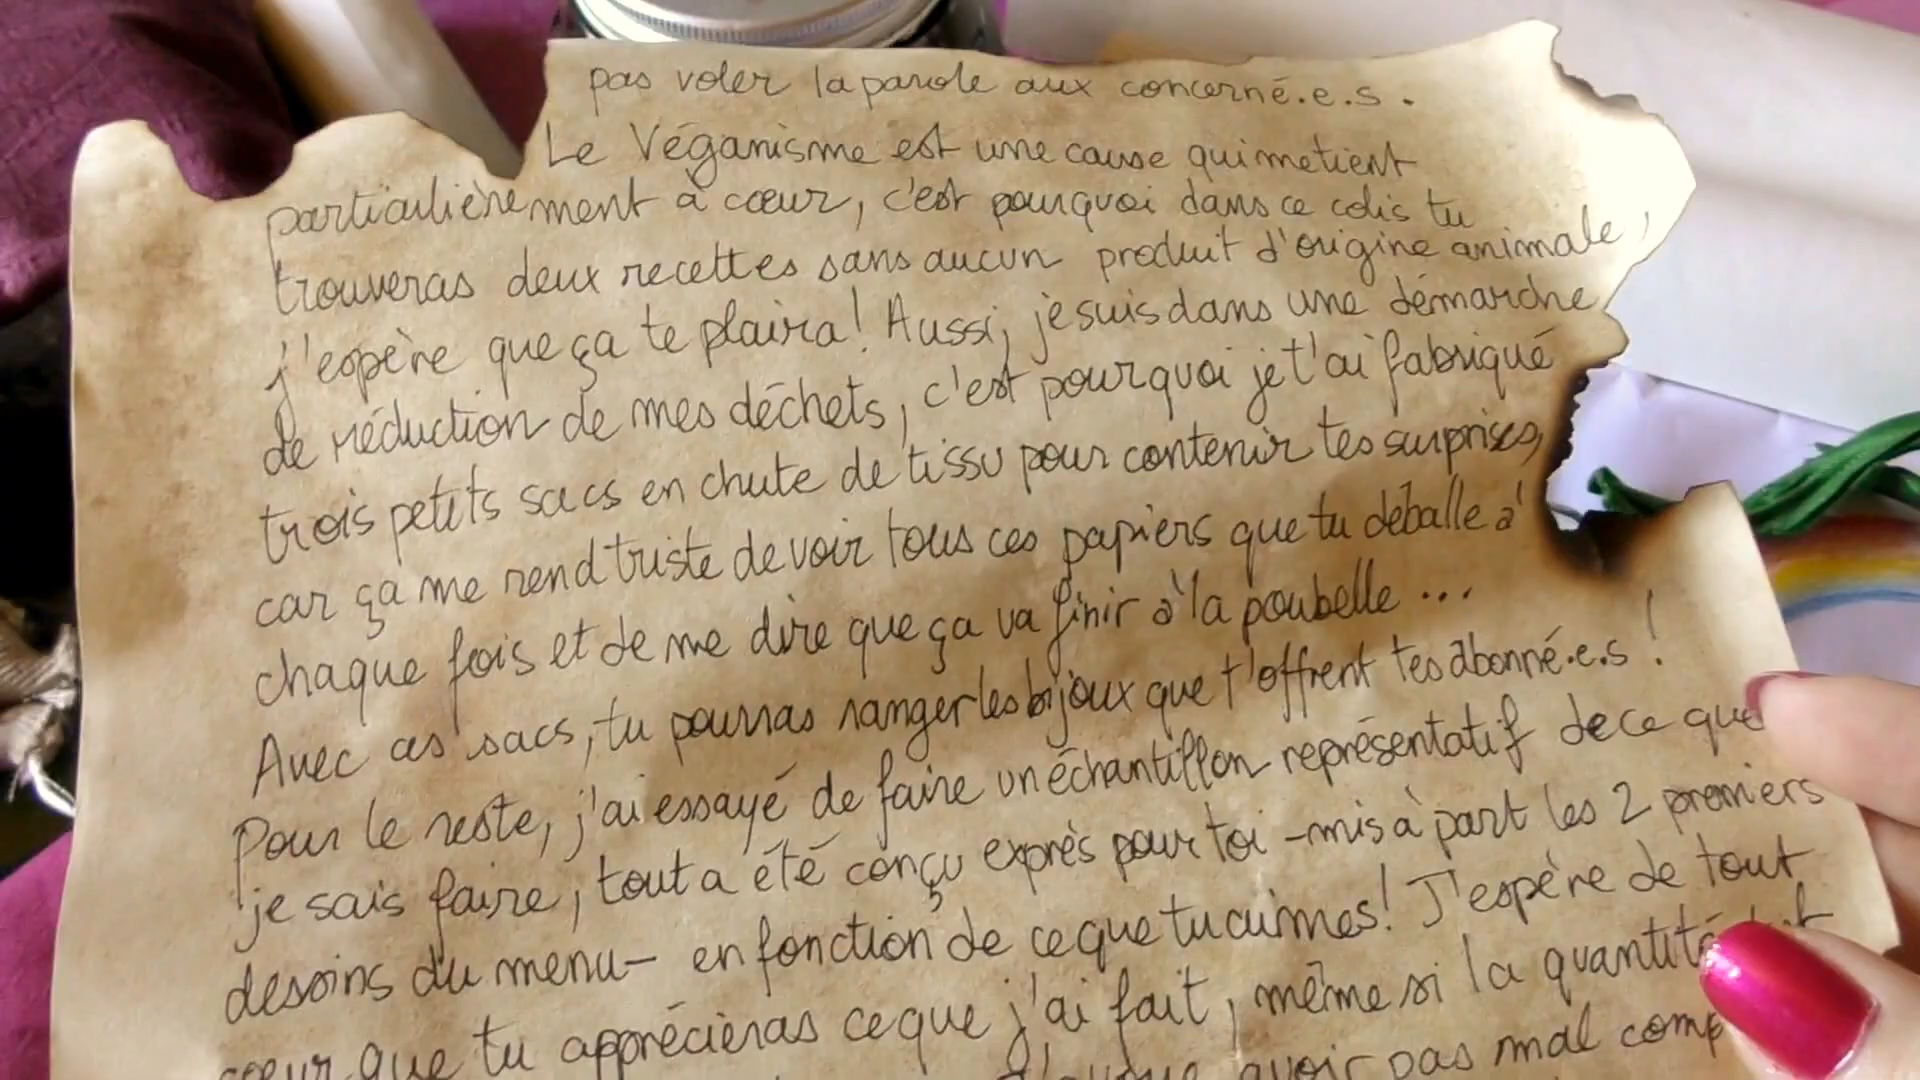 pas voler la parole aux concerné.e.s.
Le Véganisme est une cause qui me tient
particulièrement à cœur, c'est pourquoi dans ce colis tu
trouveras deux recettes sans aucun produit d'origine animale,
j'espère que ça te plaira! Aussi, je suis dans une démarche
de réduction de mes déchets, c'est pourquoi je t'ai fabriqué
trois petits sacs en chute de tissu pour contenir tes surprises,
car ça me rend triste de voir tous ces papiers que tu déballe à
chaque fois et de me dire que ça va finir à la poubelle ...
Avec ces sacs, tu pourras ranger les bijoux que t'offrent tes abonné.e.s!
Pour le reste, j'ai essayé de faire un échantillon représentatif de ce que
je sais faire, tout a été conçu exprès pour toi -mis à part les 2 premiers
dessins du menu- en fonction de ce que tu aimes! J'espère de tout
cœur que tu apprécieras ce que j'ai fait, même si la quantité
avoir pas mal comp